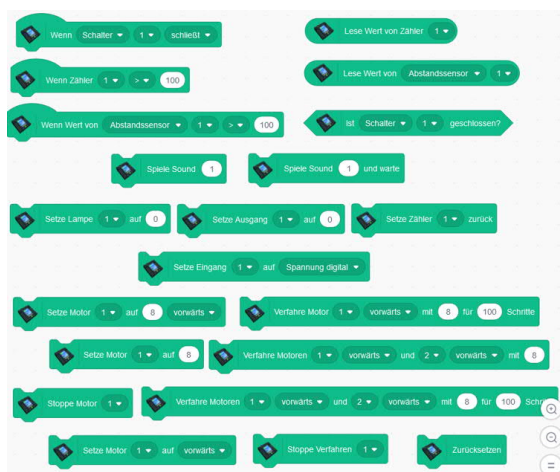 Wenn Schalter 1 schließt
Lese Wert von Zähler 1
Wenn Zähler 1 > 100
Lese Wert von Abstandssensor 1
Wenn Wert von Abstandssensor 1 > 100
Ist Schalter 1 geschlossen?
Spiele Sound 1
Spiele Sound 1 und warte
Setze Lampe 1 auf 0
Setze Ausgang 1 auf 0
Setze Zähler 1 zurück
Setze Eingang 1 auf Spannung digital
Setze Motor 1 auf 8 vorwärts
Verfahre Motor 1 vorwärts mit 8 für 100 Schritte
Setze Motor 1 auf 8
Verfahre Motoren 1 vorwärts und 2 vorwärts mit 8
Stoppe Motor 1
Verfahre Motoren 1 vorwärts und 2 vorwärts mit 8 für 100
Setze Motor 1 auf vorwärts
Stoppe Verfahren 1
Zurücksetzen